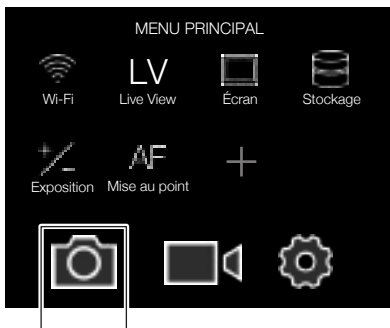 MENU PRINCIPAL
LV
Wi-Fi Live View Écran Stockage
AF
Exposition Mise au point